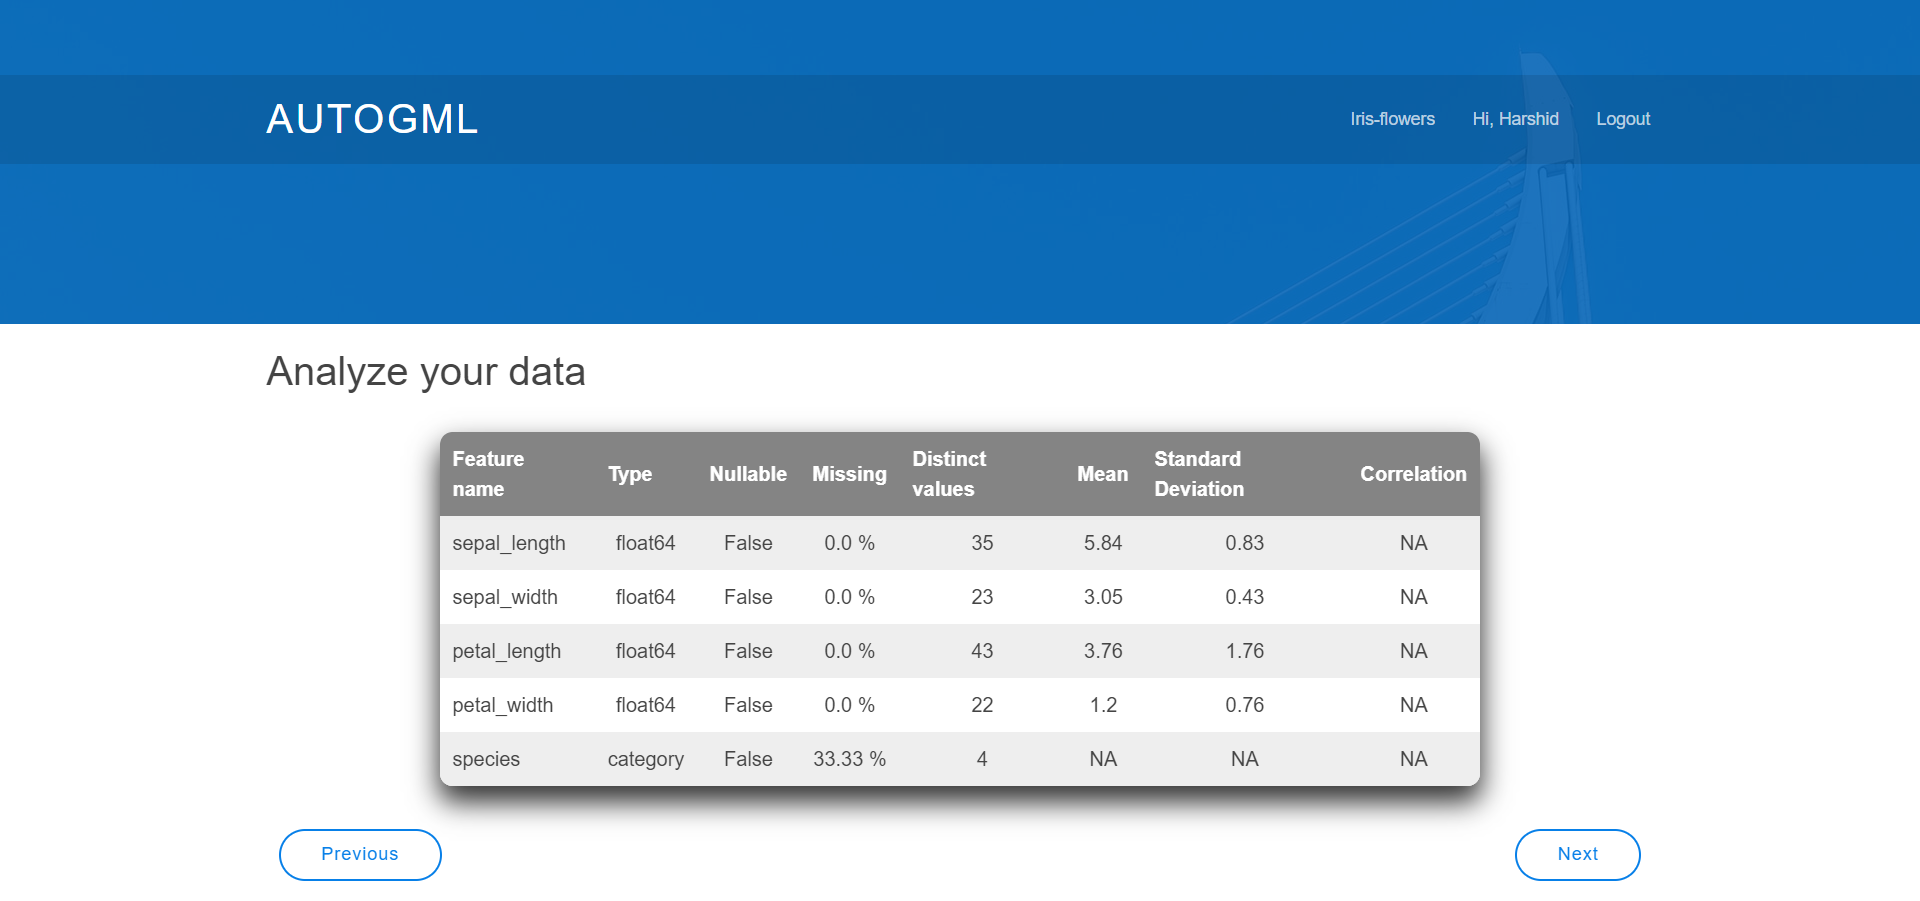 AUTOGML
Iris-flowers Hi, Harshid Logout
Analyze your data
Feature name Type Nullable Missing Distinct values Mean Standard Deviation Correlation
sepal_length float64 False 0.0 % 35 5.84 0.83 NA
sepal_width float64 False 0.0 % 23 3.05 0.43 NA
petal_length float64 False 0.0 % 43 3.76 1.76 NA
petal_width float64 False 0.0 % 22 1.2 0.76 NA
species category False 33.33 % 4 NA NA NA
Previous Next